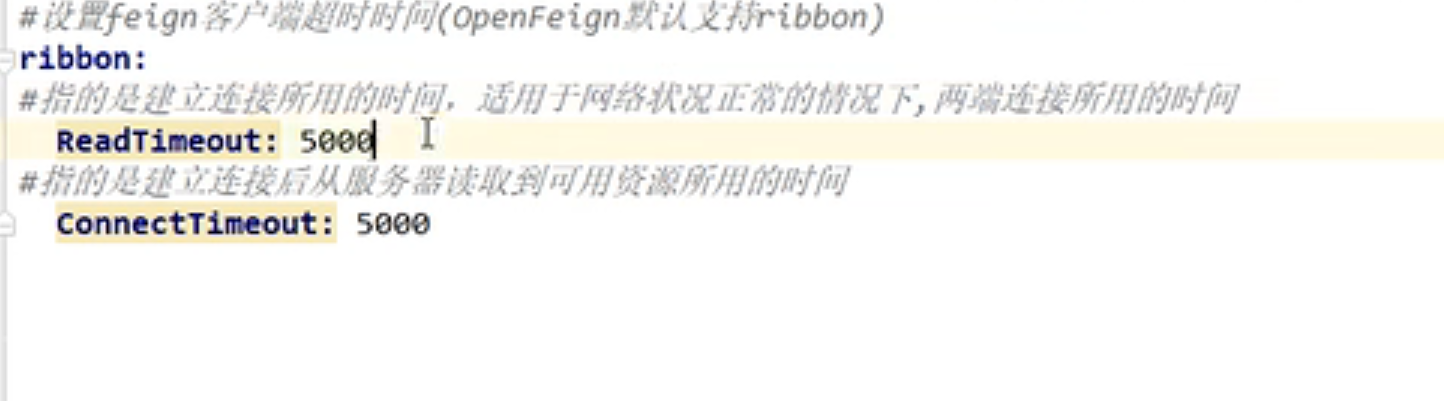 #设置feign客户端超时时间(OpenFeign默认支持ribbon)
ribbon:
#指的是建立连接所用的时间，适用于网络状况正常的情况下,两端连接所用的时间
ReadTimeout: 5000
#指的是建立连接后从服务器读取到可用资源所用的时间
ConnectTimeout: 5000